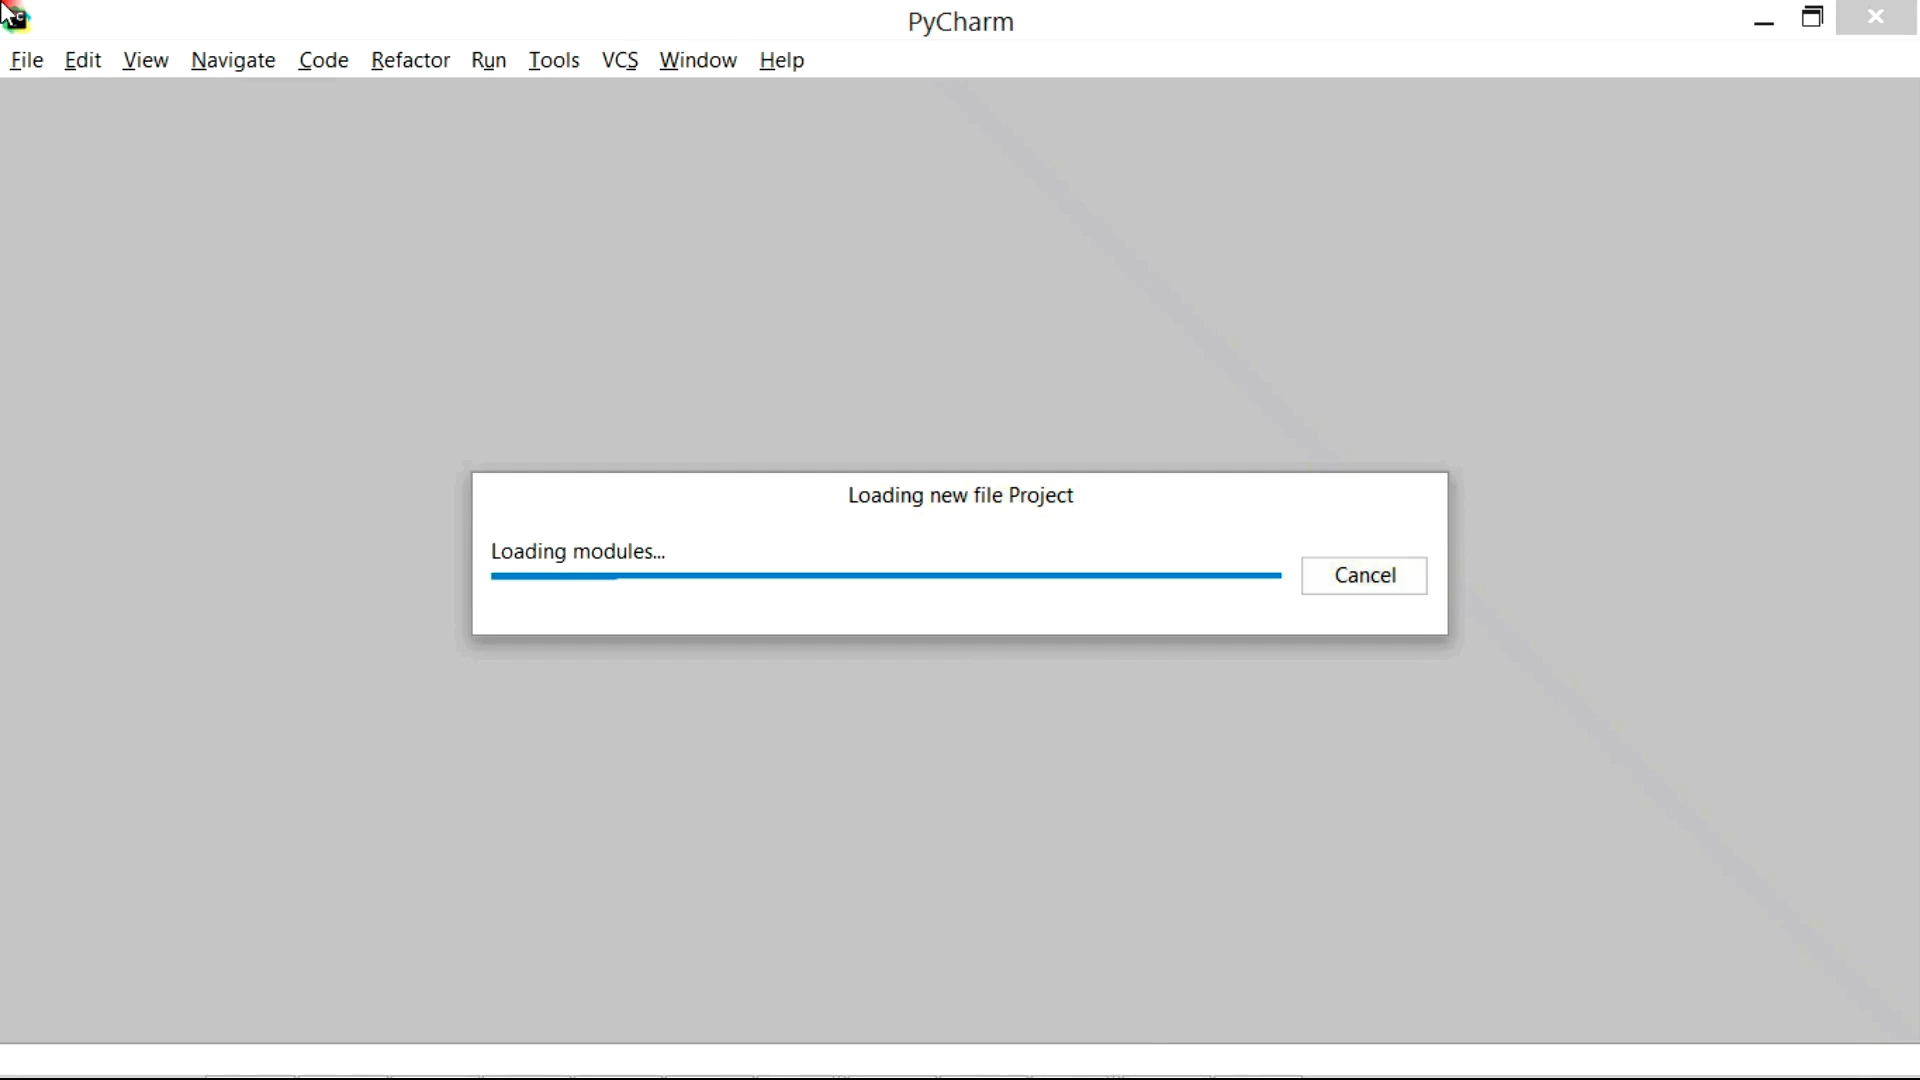 PyCharm
File Edit View Navigate Code Refactor Run Tools VCS Window Help
Loading new file Project
Loading modules...
Cancel